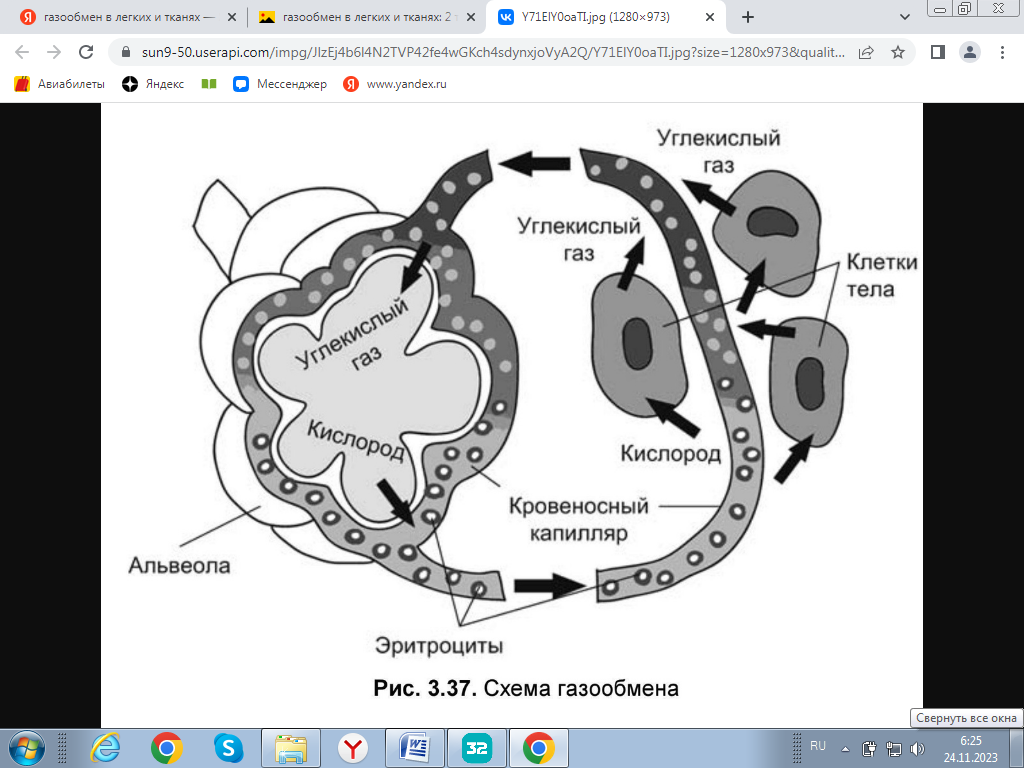 газообмен в легких и тканях —
газообмен в легких и тканях: 2 т
Y71ElY0oaTI.jpg (1280×973)
sun9-50.userapi.com/impg/JlzEj4b6l4N2TVP42fe4wGKch4sdynxjoVyA2Q/Y71ElY0oaTI.jpg?size=1280x973&qualit...
Авиабилеты
Яндекс
Мессенджер
www.yandex.ru
Углекислый
газ
Углекислый
газ
Клетки
тела
Углекислый
газ
Кислород
Кислород
Кровеносный
капилляр
Альвеола
Эритроциты
Рис. 3.37. Схема газообмена
Свернуть все окна
32
RU
6:25
24.11.2023